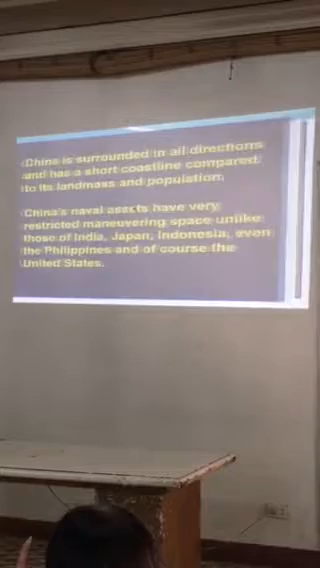 China is surrounded in all directions
and has a short coastline compared
to its landmass and population.
China's naval assets have very
restricted maneuvering space unlike
those of India, Japan, Indonesia, even
the Philippines and of course the
United States.